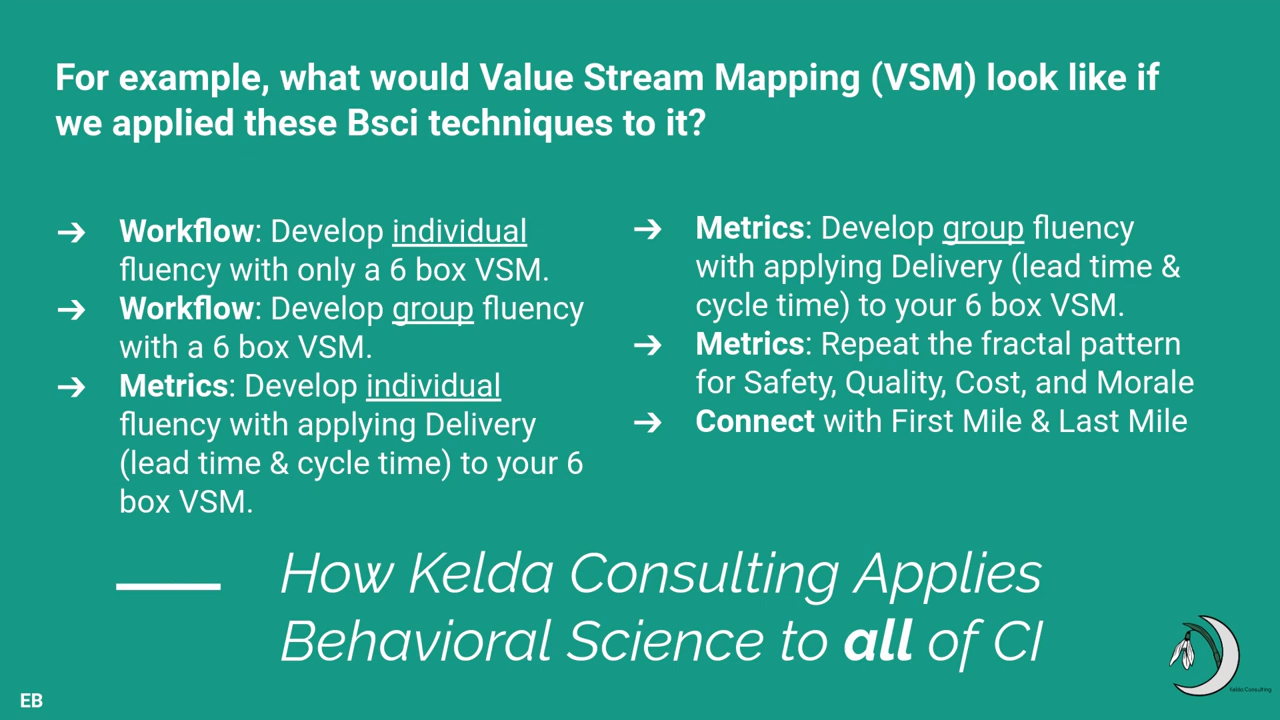 For example, what would Value Stream Mapping (VSM) look like if
we applied these Bsci techniques to it?
➔ Workflow: Develop individual
fluency with only a 6 box VSM.
➔ Workflow: Develop group fluency
with a 6 box VSM.
➔ Metrics: Develop individual
fluency with applying Delivery
(lead time & cycle time) to your 6
box VSM.
➔ Metrics: Develop group fluency
with applying Delivery (lead time &
cycle time) to your 6 box VSM.
➔ Metrics: Repeat the fractal pattern
for Safety, Quality, Cost, and Morale
➔ Connect with First Mile & Last Mile
How Kelda Consulting Applies
Behavioral Science to all of CI
Kelda Consulting
EB